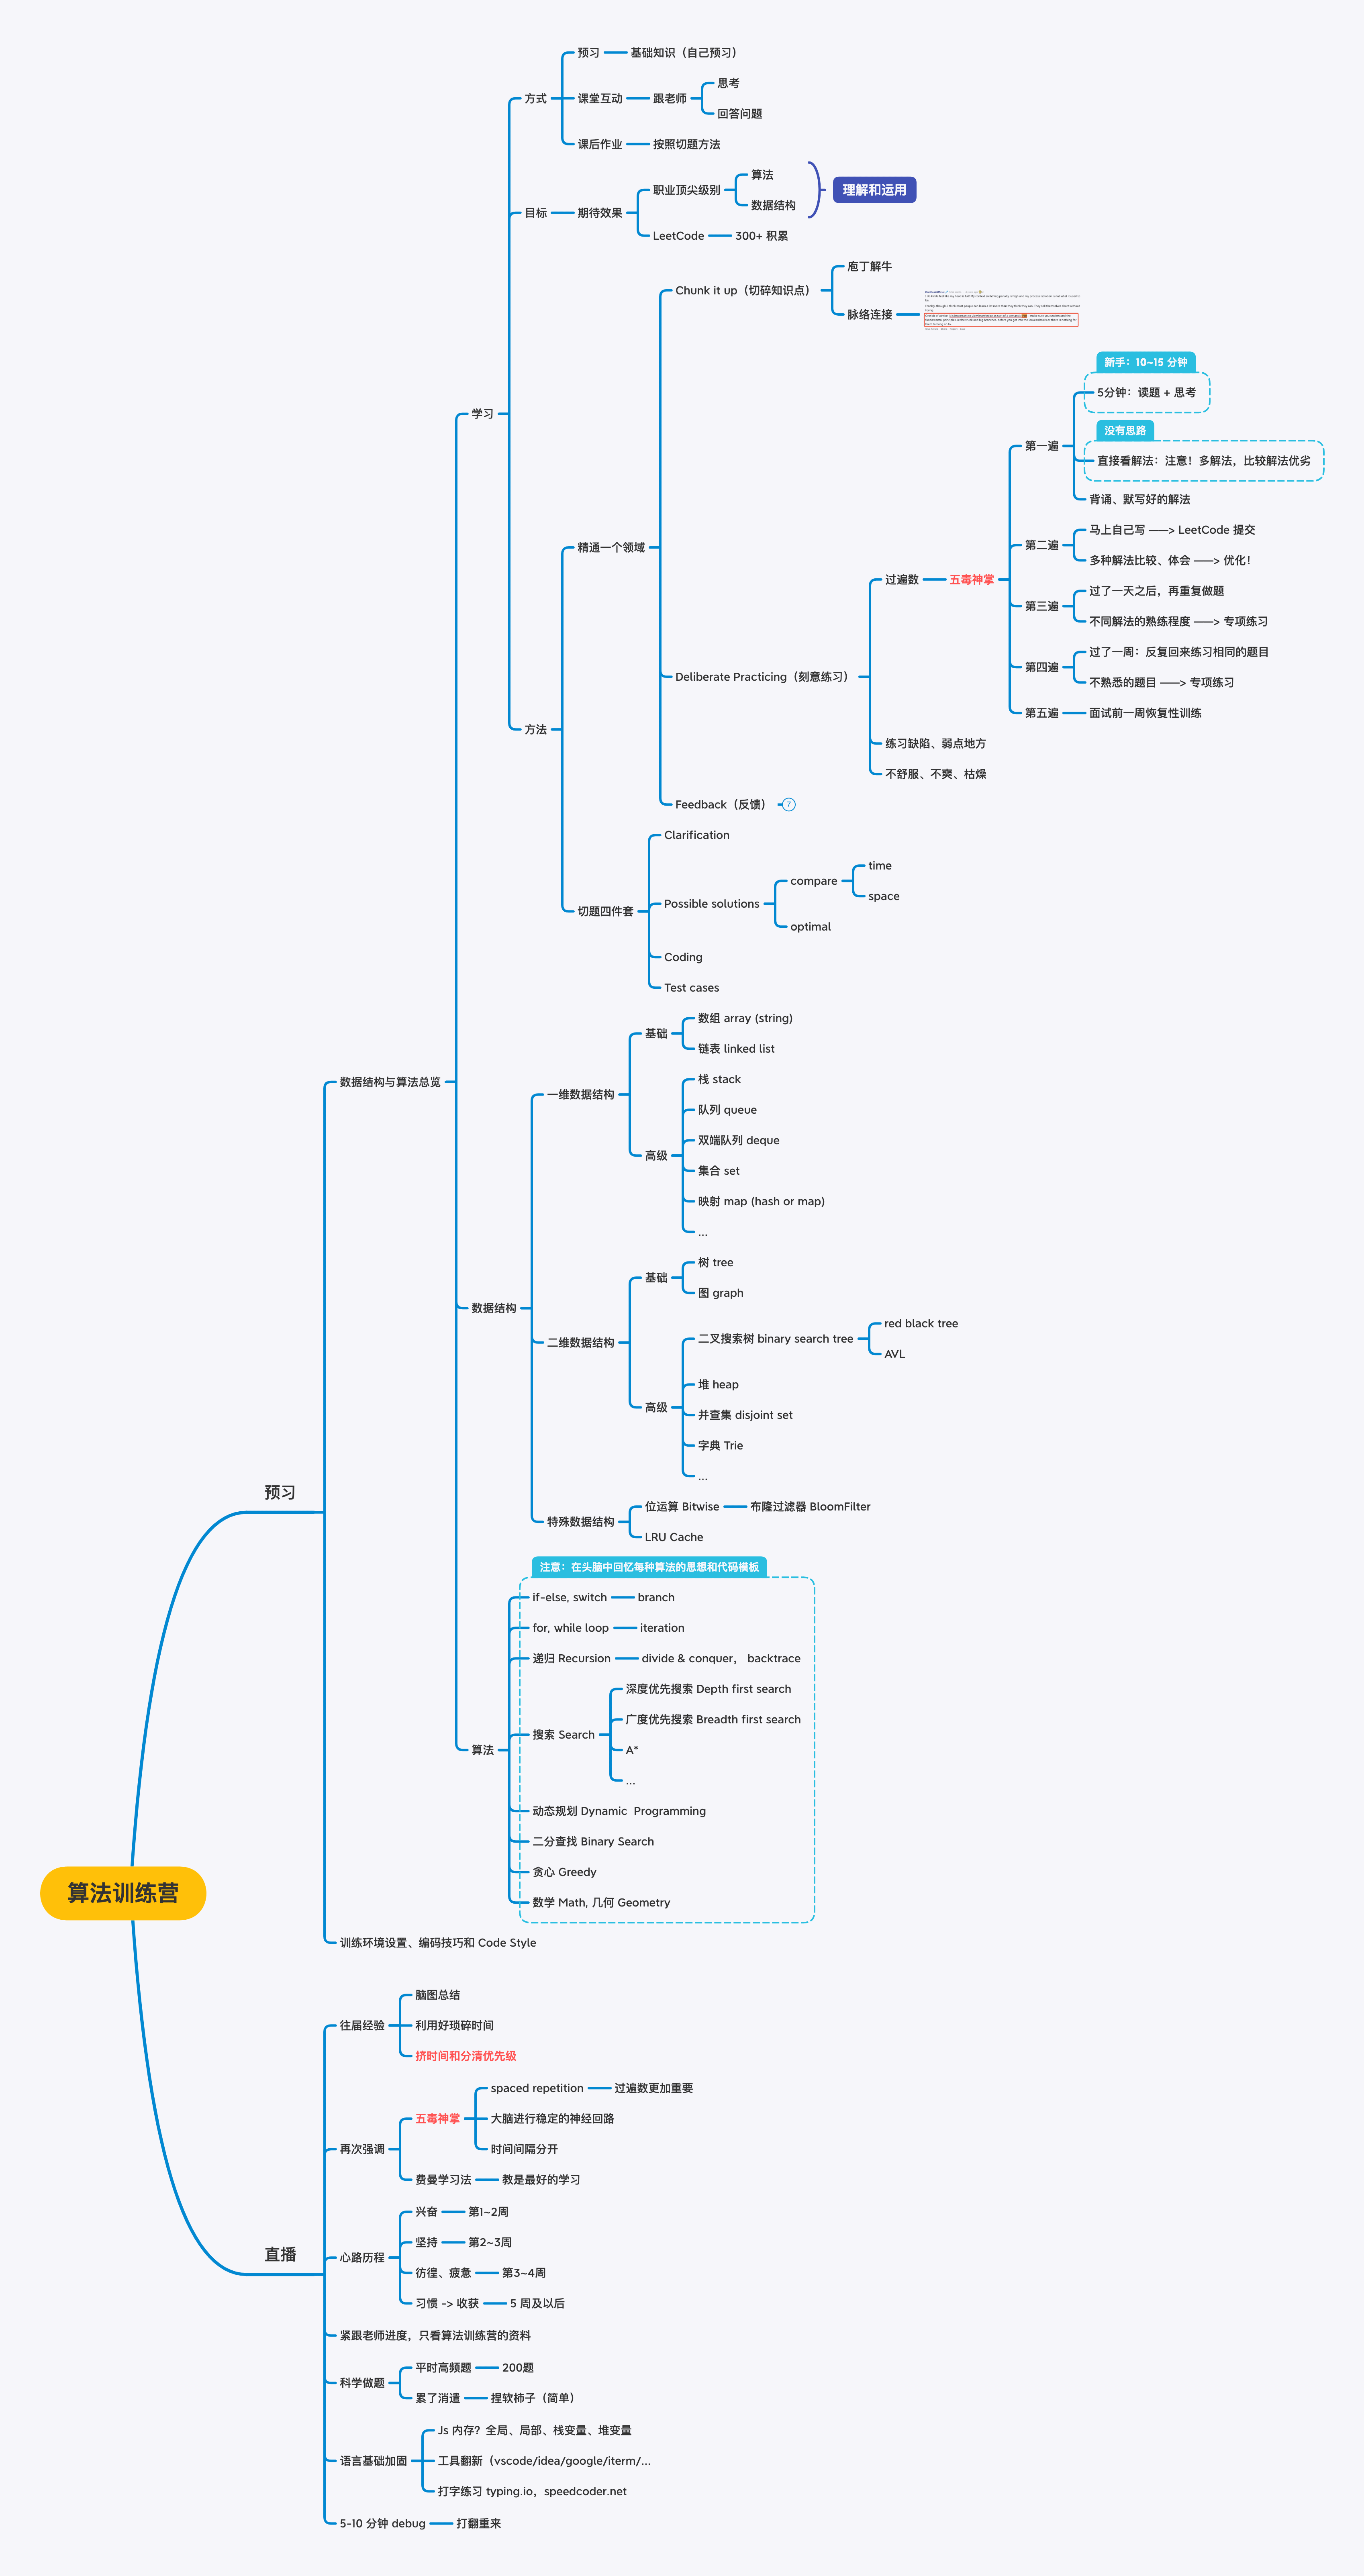 算法训练营
预习
数据结构与算法总览
学习
方式
预习
基础知识（自己预习）
课堂互动
跟老师
思考
回答问题
课后作业
按照切题方法
目标
期待效果
职业顶尖级别
算法
数据结构
理解和运用
LeetCode
300+ 积累
方法
精通一个领域
Chunk it up（切碎知识点）
庖丁解牛
脉络连接
Deliberate Practicing（刻意练习）
过遍数
五毒神掌
第一遍
新手：10~15 分钟
5分钟：读题 + 思考
没有思路
直接看解法：注意！多解法，比较解法优劣
背诵、默写好的解法
第二遍
马上自己写 ——> LeetCode 提交
多种解法比较、体会 ——> 优化！
第三遍
过了一天之后，再重复做题
不同解法的熟练程度 ——> 专项练习
第四遍
过了一周：反复回来练习相同的题目
不熟悉的题目 ——> 专项练习
第五遍
面试前一周恢复性训练
练习缺陷、弱点地方
不舒服、不爽、枯燥
Feedback（反馈）
7
切题四件套
Clarification
Possible solutions
compare
time
space
optimal
Coding
Test cases
数据结构
一维数据结构
基础
数组 array (string)
链表 linked list
高级
栈 stack
队列 queue
双端队列 deque
集合 set
映射 map (hash or map)
...
二维数据结构
基础
树 tree
图 graph
高级
二叉搜索树 binary search tree
red black tree
AVL
堆 heap
并查集 disjoint set
字典 Trie
...
特殊数据结构
位运算 Bitwise
布隆过滤器 BloomFilter
LRU Cache
算法
注意：在头脑中回忆每种算法的思想和代码模板
if-else, switch
branch
for, while loop
iteration
递归 Recursion
divide & conquer， backtrace
搜索 Search
深度优先搜索 Depth first search
广度优先搜索 Breadth first search
A*
...
动态规划 Dynamic  Programming
二分查找 Binary Search
贪心 Greedy
数学 Math, 几何 Geometry
训练环境设置、编码技巧和 Code Style
直播
往届经验
脑图总结
利用好琐碎时间
挤时间和分清优先级
再次强调
五毒神掌
spaced repetition
过遍数更加重要
大脑进行稳定的神经回路
时间间隔分开
费曼学习法
教是最好的学习
心路历程
兴奋
第1~2周
坚持
第2~3周
彷徨、疲惫
第3~4周
习惯 -> 收获
5 周及以后
紧跟老师进度，只看算法训练营的资料
科学做题
平时高频题
200题
累了消遣
捏软柿子（简单）
语言基础加固
Js 内存？全局、局部、栈变量、堆变量
工具翻新（vscode/idea/google/iterm/...
打字练习 typing.io，speedcoder.net
5-10 分钟 debug
打翻重来